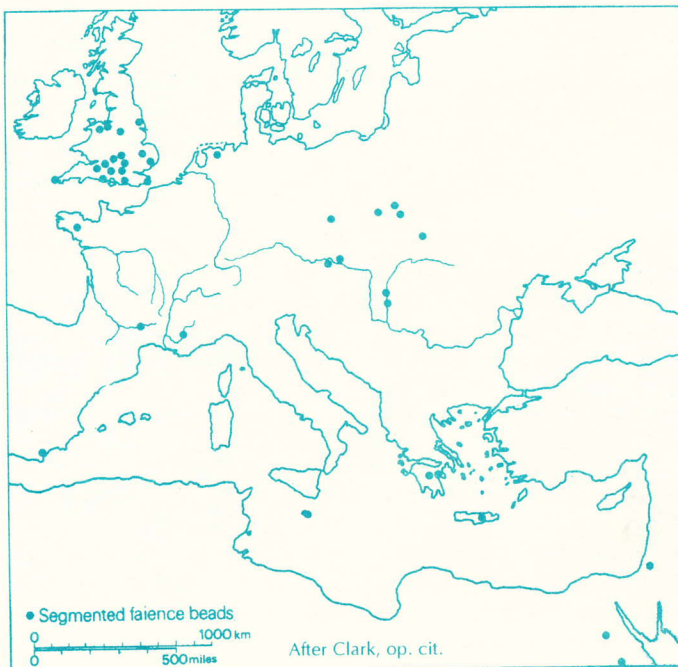 • Segmented faience beads
0 1000 km
0 500 miles
After Clark, op. cit.